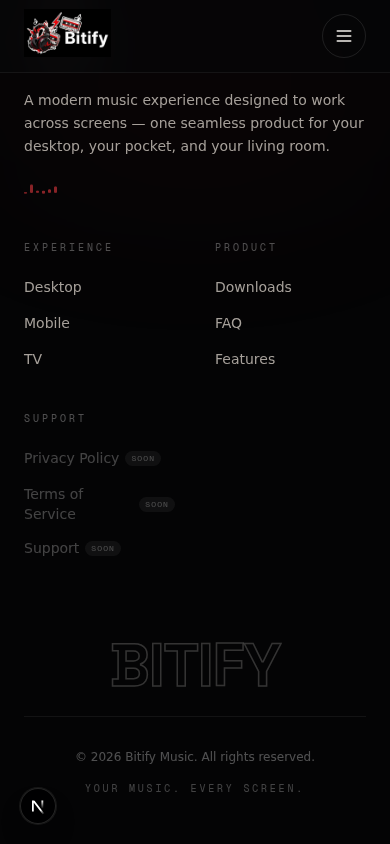 Bitify
A modern music experience designed to work
across screens — one seamless product for your
desktop, your pocket, and your living room.
EXPERIENCE
PRODUCT
Desktop
Downloads
Mobile
FAQ
TV
Features
SUPPORT
Privacy Policy SOON
Terms of
Service SOON
Support SOON
BITIFY
© 2026 Bitify Music. All rights reserved.
YOUR MUSIC. EVERY SCREEN.
N